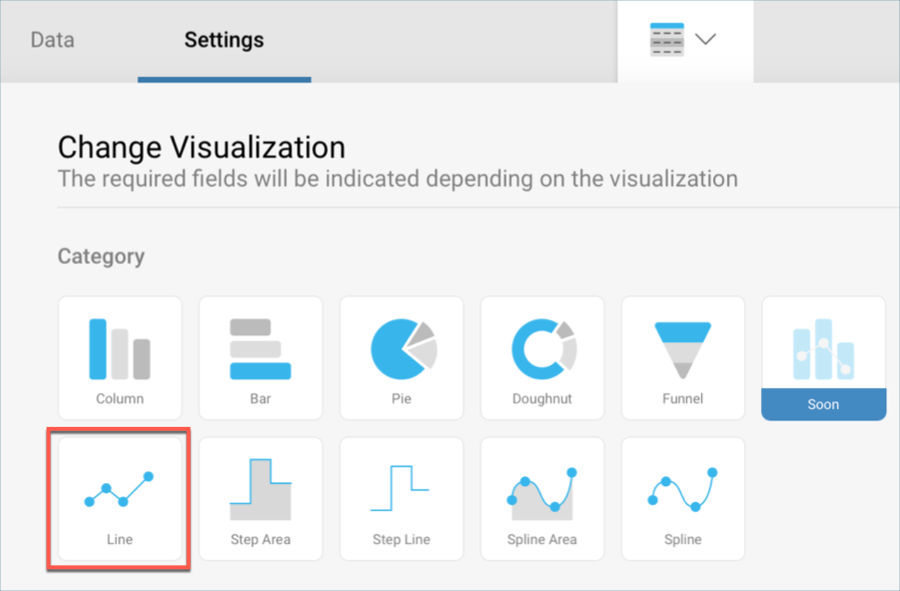 Data Settings
Change Visualization
The required fields will be indicated depending on the visualization
Category
Column Bar Pie Doughnut Funnel Soon
Line Step Area Step Line Spline Area Spline